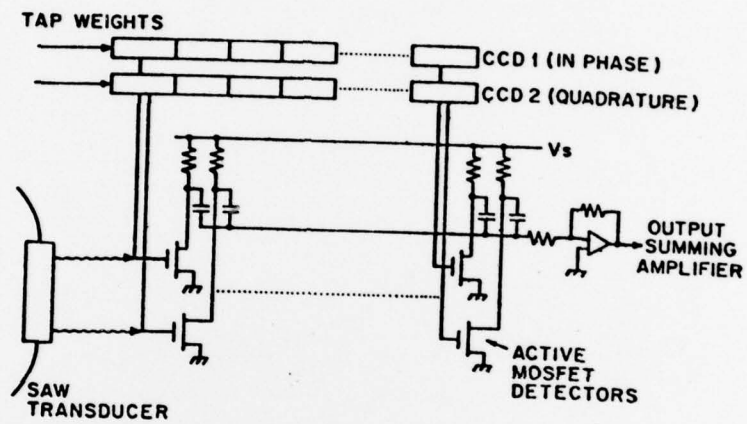 TAP WEIGHTS
CCD 1 (IN PHASE)
CCD 2 (QUADRATURE)
Vs
OUTPUT
SUMMING
AMPLIFIER
ACTIVE
MOSFET
DETECTORS
SAW
TRANSDUCER